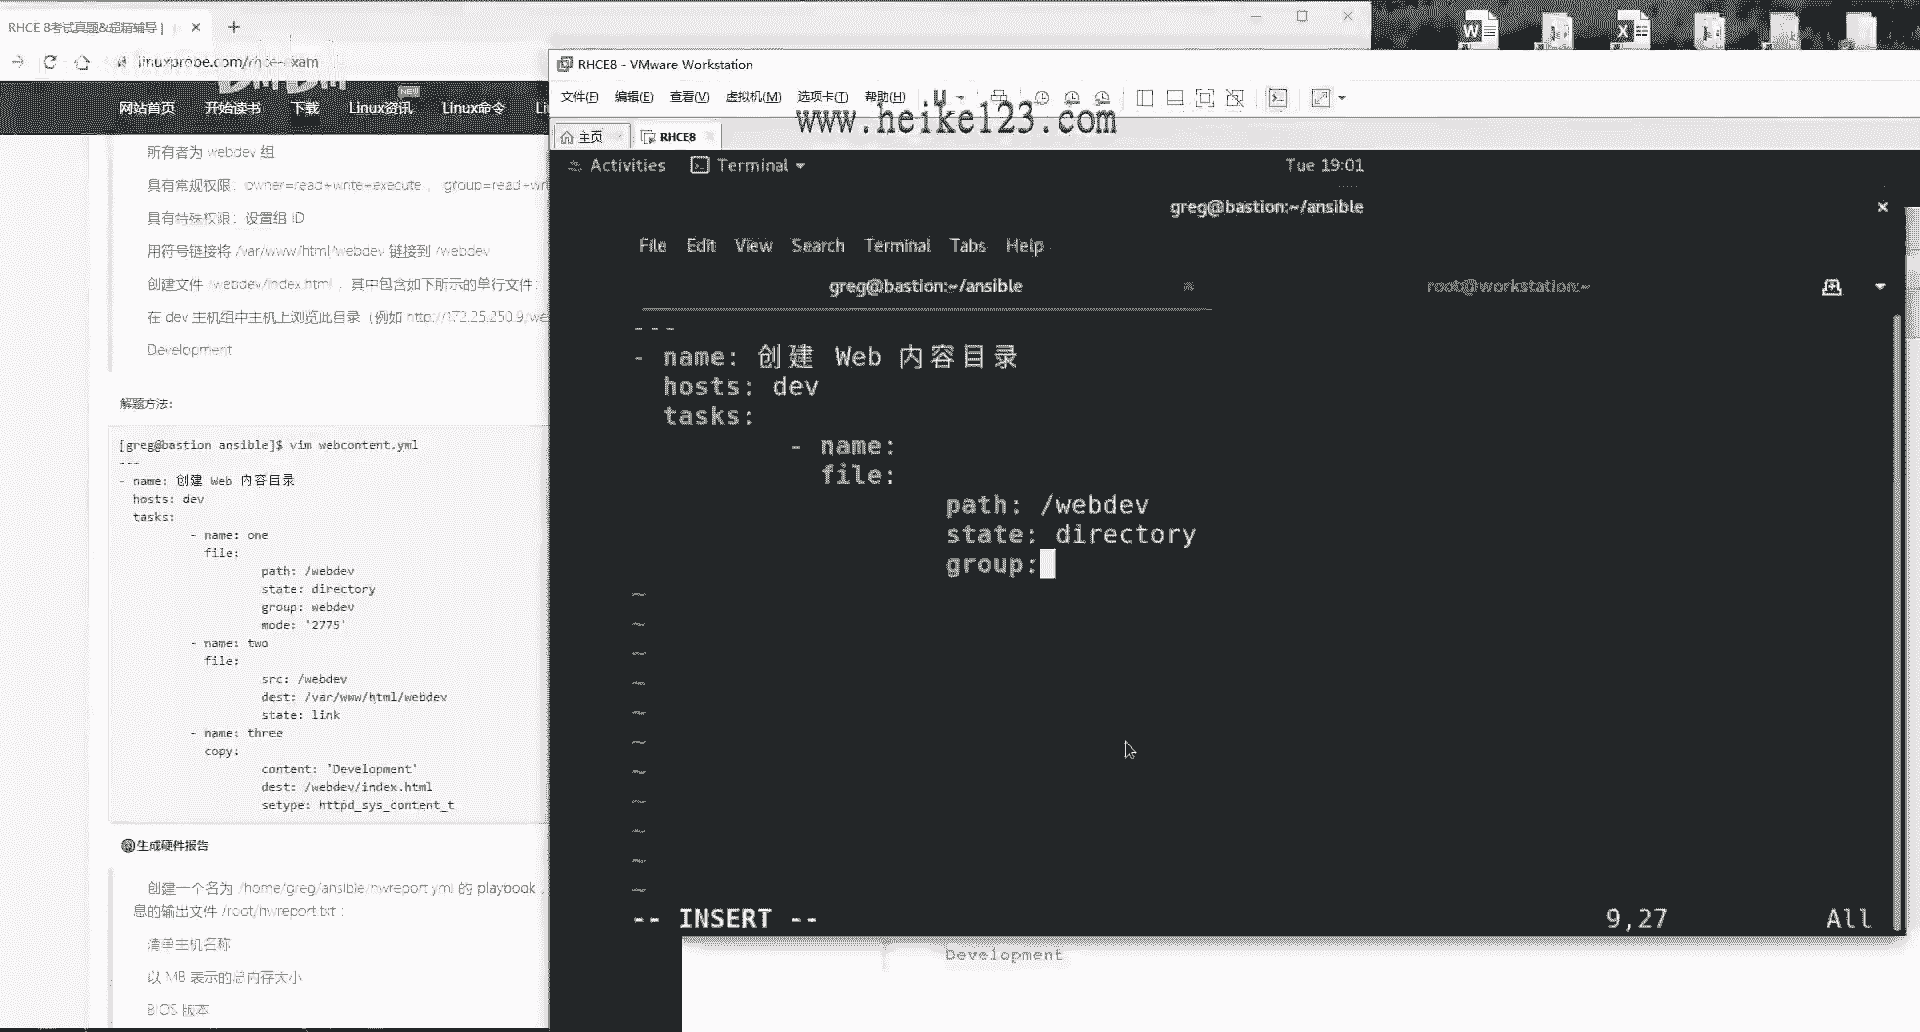 RHCE 8考试真题&超精辅导 |
linuxprobe.com/rhce-exam
网站首页 开始读书 下载 Linux资讯 NEW Linux命令
所有者为 webdev 组
具有常规权限：owner=read+write+execute ， group=read+wri
具有特殊权限：设置组 ID
用符号链接将 /var/www/html/webdev 链接到 /webdev
创建文件 /webdev/index.html ，其中包含如下所示的单行文件：
在 dev 主机组中主机上浏览此目录（例如 http://172.25.250.9/we
Development
解题方法:
[greg@bastion ansible]$ vim webcontent.yml
---
- name: 创建 Web 内容目录
hosts: dev
tasks:
- name: one
file:
path: /webdev
state: directory
group: webdev
mode: '2775'
- name: two
file:
src: /webdev
dest: /var/www/html/webdev
state: link
- name: three
copy:
content: 'Development'
dest: /webdev/index.html
setype: httpd_sys_content_t
生成硬件报告
创建一个名为 /home/greg/ansible/hwreport.yml 的 playbook ，
息的输出文件 /root/hwreport.txt：
清单主机名称
以 MB 表示的总内存大小
BIOS 版本
RHCE8 - VMware Workstation
文件(F) 编辑(E) 查看(V) 虚拟机(M) 选项卡(T) 帮助(H)
www.heike123.com
主页 RHCE8
Activities Terminal Tue 19:01
greg@bastion:~/ansible
File Edit View Search Terminal Tabs Help
greg@bastion:~/ansible root@workstation:~
---
- name: 创建 Web 内容目录
hosts: dev
tasks:
- name:
file:
path: /webdev
state: directory
group:
~
~
~
~
~
~
~
~
~
~
~
-- INSERT -- 9,27 All
Development